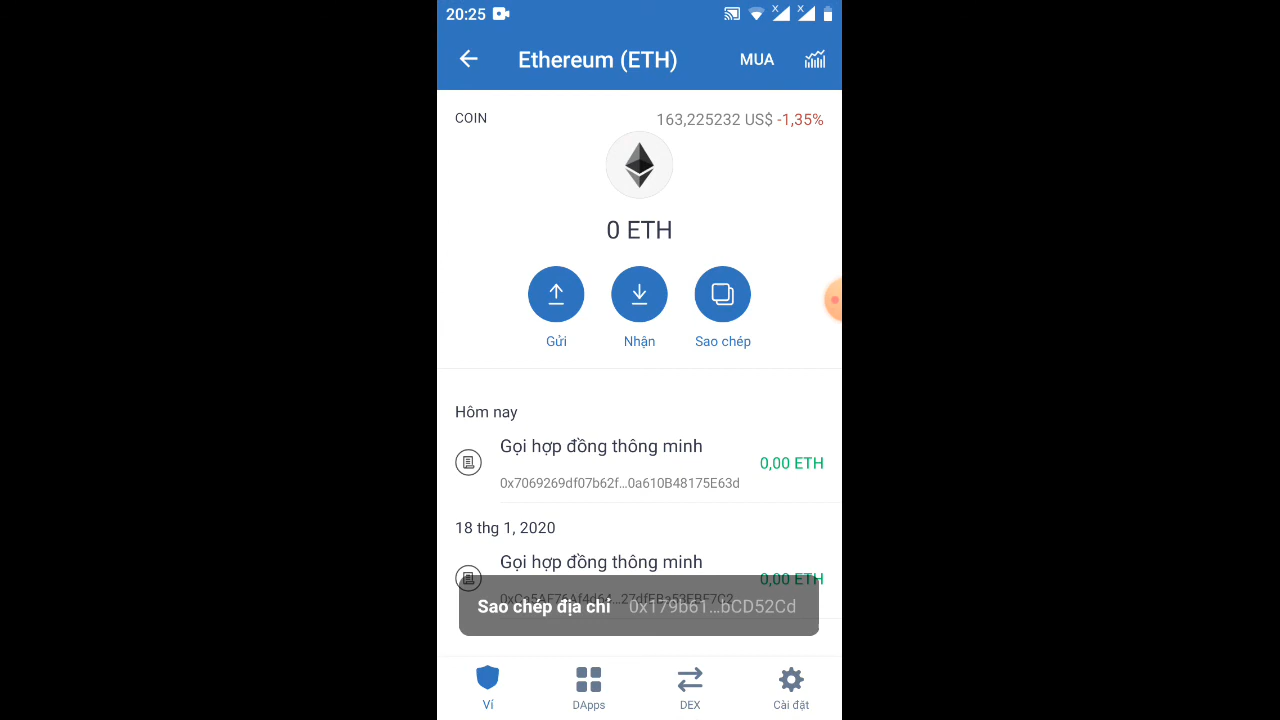 20:25
Ethereum (ETH)
MUA
COIN
163,225232 US$ -1,35%
0 ETH
Gửi
Nhận
Sao chép
Hôm nay
Gọi hợp đồng thông minh
0,00 ETH
0x7069269df07b62f...0a610B48175E63d
18 thg 1, 2020
Gọi hợp đồng thông minh
0,00 ETH
Sao chép địa chỉ 0x179b61...bCD52Cd
Ví
DApps
DEX
Cài đặt